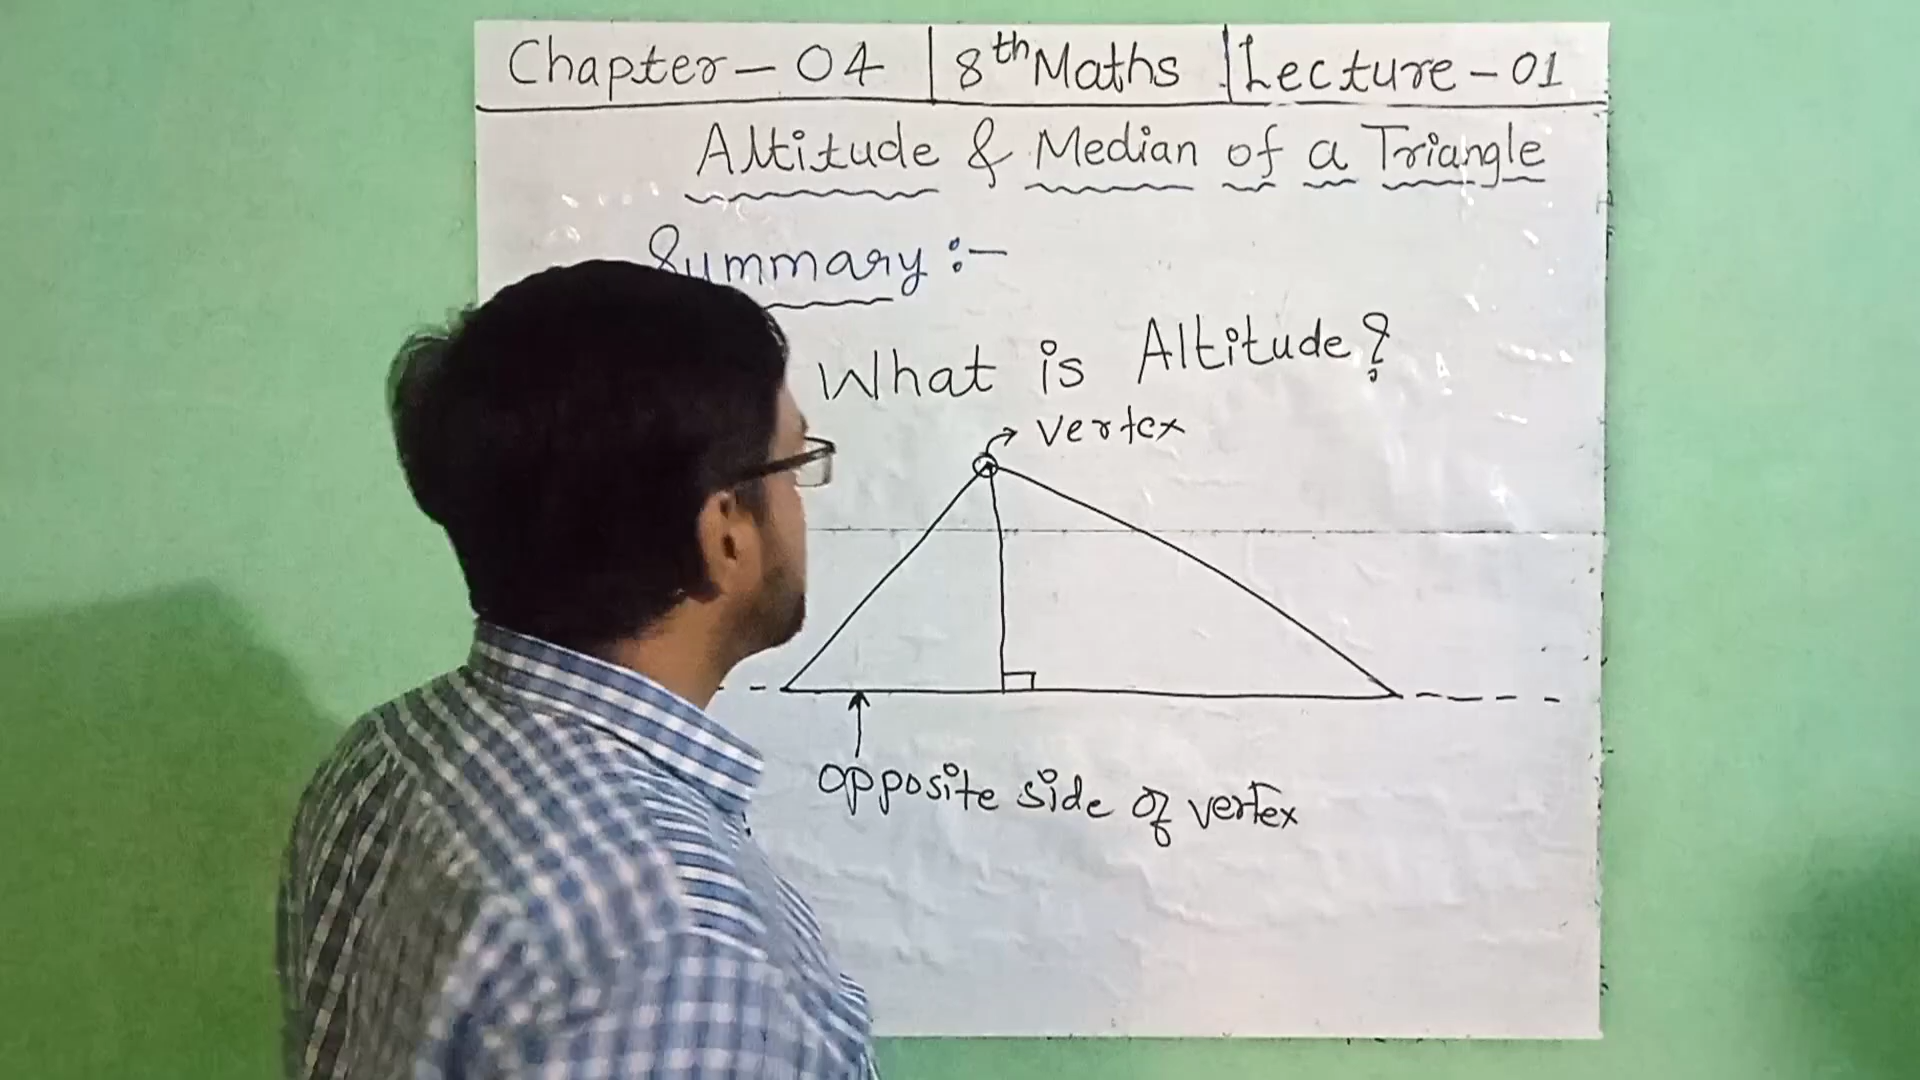 Chapter - 04 | 8th Maths | Lecture - 01
Altitude & Median of a Triangle
Summary :-
What is Altitude?
vertex
opposite side of vertex